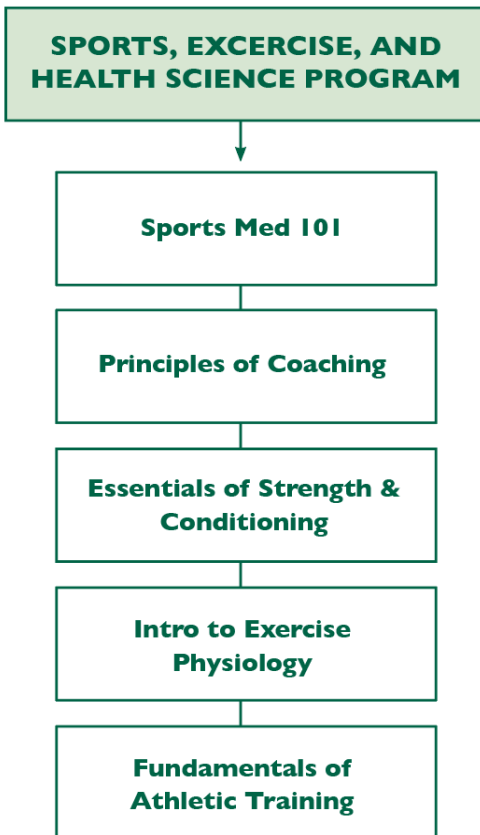 SPORTS, EXCERCISE, AND
HEALTH SCIENCE PROGRAM
Sports Med 101
Principles of Coaching
Essentials of Strength &
Conditioning
Intro to Exercise
Physiology
Fundamentals of
Athletic Training